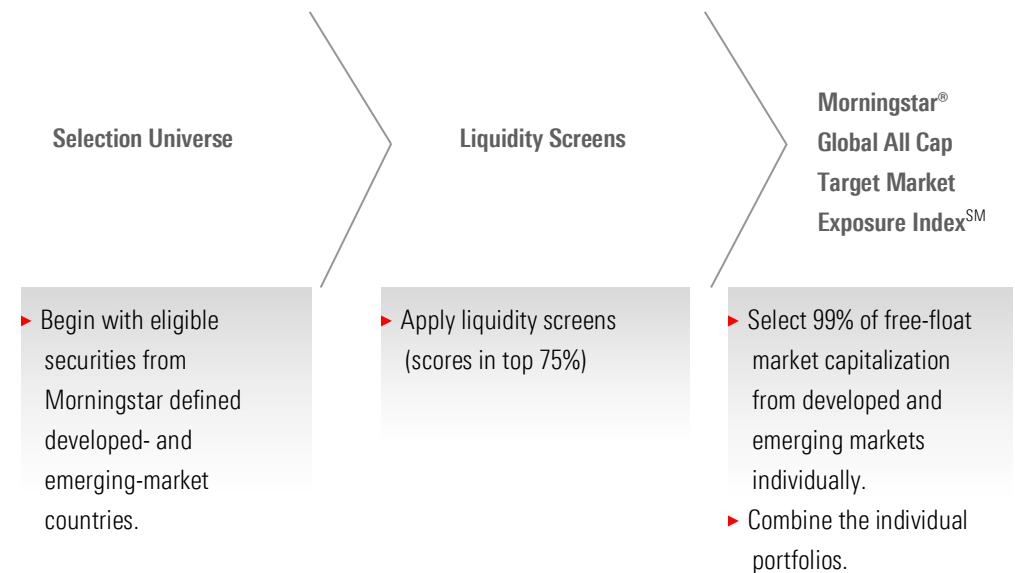 Selection Universe
Liquidity Screens
Morningstar®
Global All Cap
Target Market
Exposure Index℠
► Begin with eligible
securities from
Morningstar defined
developed- and
emerging-market
countries.
► Apply liquidity screens
(scores in top 75%)
► Select 99% of free-float
market capitalization
from developed and
emerging markets
individually.
► Combine the individual
portfolios.